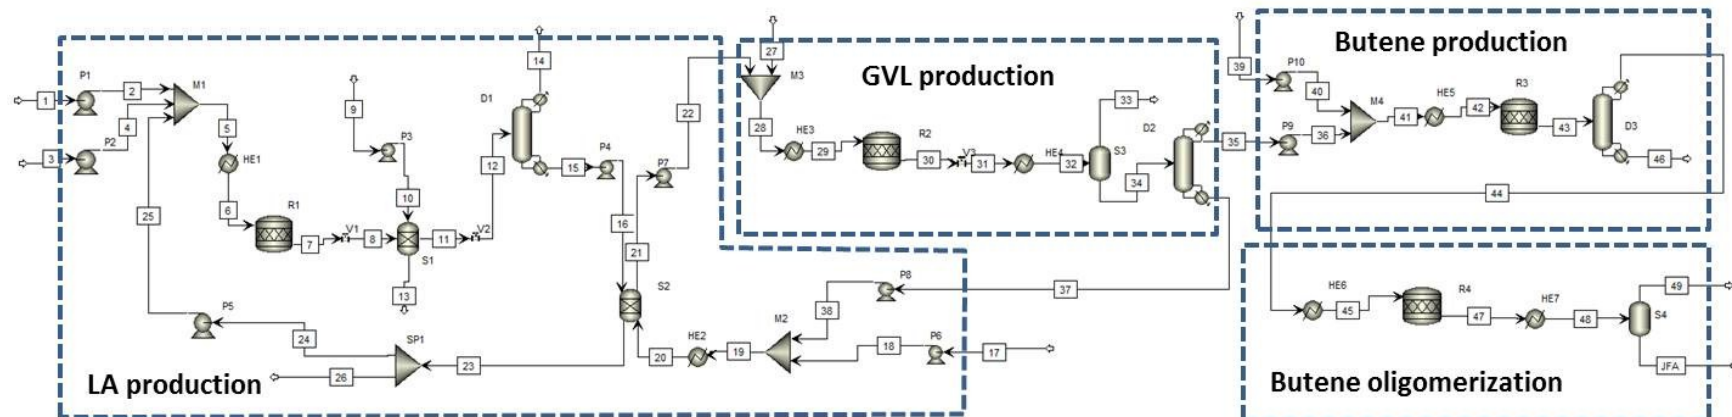 LA production
1
P1
2
3
P2
4
M1
5
HE1
6
R1
7
V1
8
9
P3
10
S1
11
V2
12
13
D1
14
15
P4
16
S2
21
P7
22
25
P5
24
SP1
26
23
20
HE2
19
M2
38
P8
37
18
P6
17
GVL production
27
M3
28
HE3
29
R2
30
V3
31
HE4
32
S3
33
34
D2
35
Butene production
39
P10
40
P9
36
M4
41
HE5
42
R3
43
D3
46
44
Butene oligomerization
HE6
45
R4
47
HE7
48
S4
49
JFA